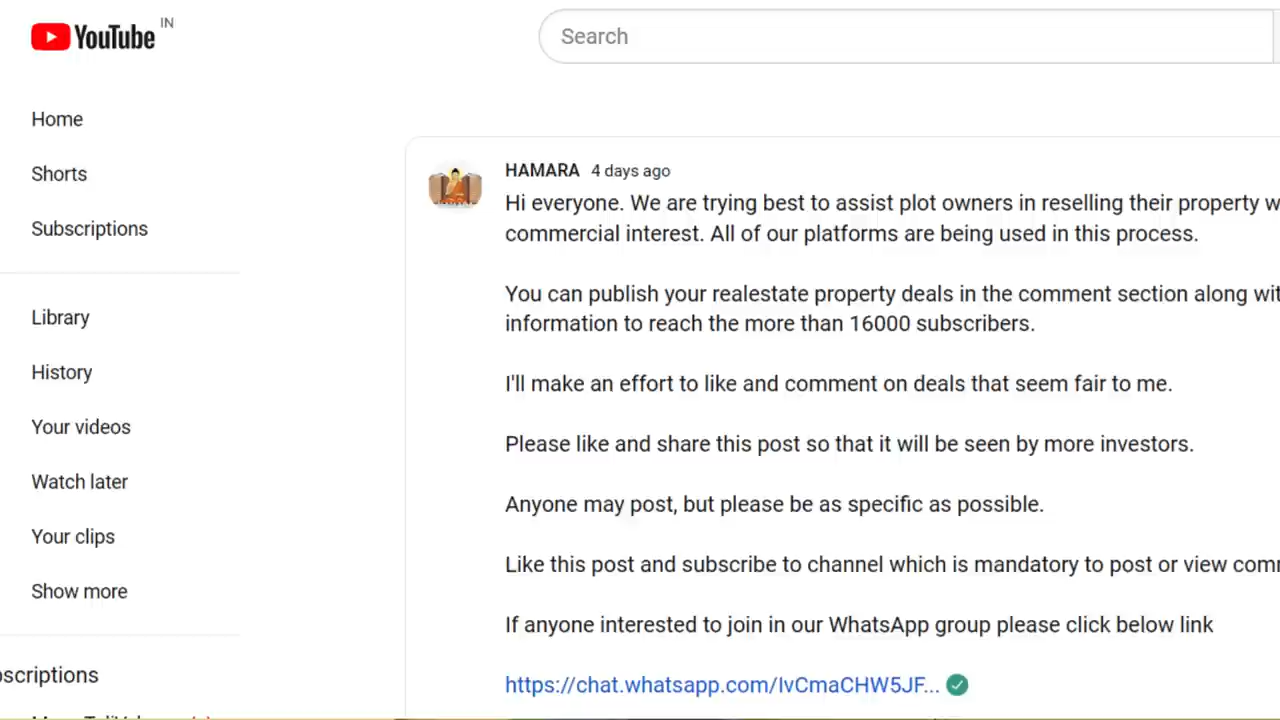 YouTube IN
Search
Home
Shorts
Subscriptions
Library
History
Your videos
Watch later
Your clips
Show more
scriptions
HAMARA 4 days ago
Hi everyone. We are trying best to assist plot owners in reselling their property w
commercial interest. All of our platforms are being used in this process.
You can publish your realestate property deals in the comment section along wit
information to reach the more than 16000 subscribers.
I'll make an effort to like and comment on deals that seem fair to me.
Please like and share this post so that it will be seen by more investors.
Anyone may post, but please be as specific as possible.
Like this post and subscribe to channel which is mandatory to post or view com
If anyone interested to join in our WhatsApp group please click below link
https://chat.whatsapp.com/IvCmaCHW5JF...